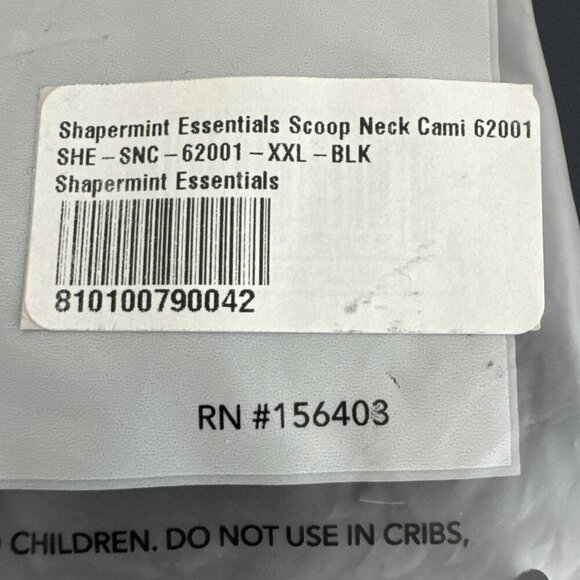 Shapermint Essentials Scoop Neck Cami 62001
SHE-SNC-62001-XXL-BLK
Shapermint Essentials
810100790042
RN #156403
CHILDREN. DO NOT USE IN CRIBS,